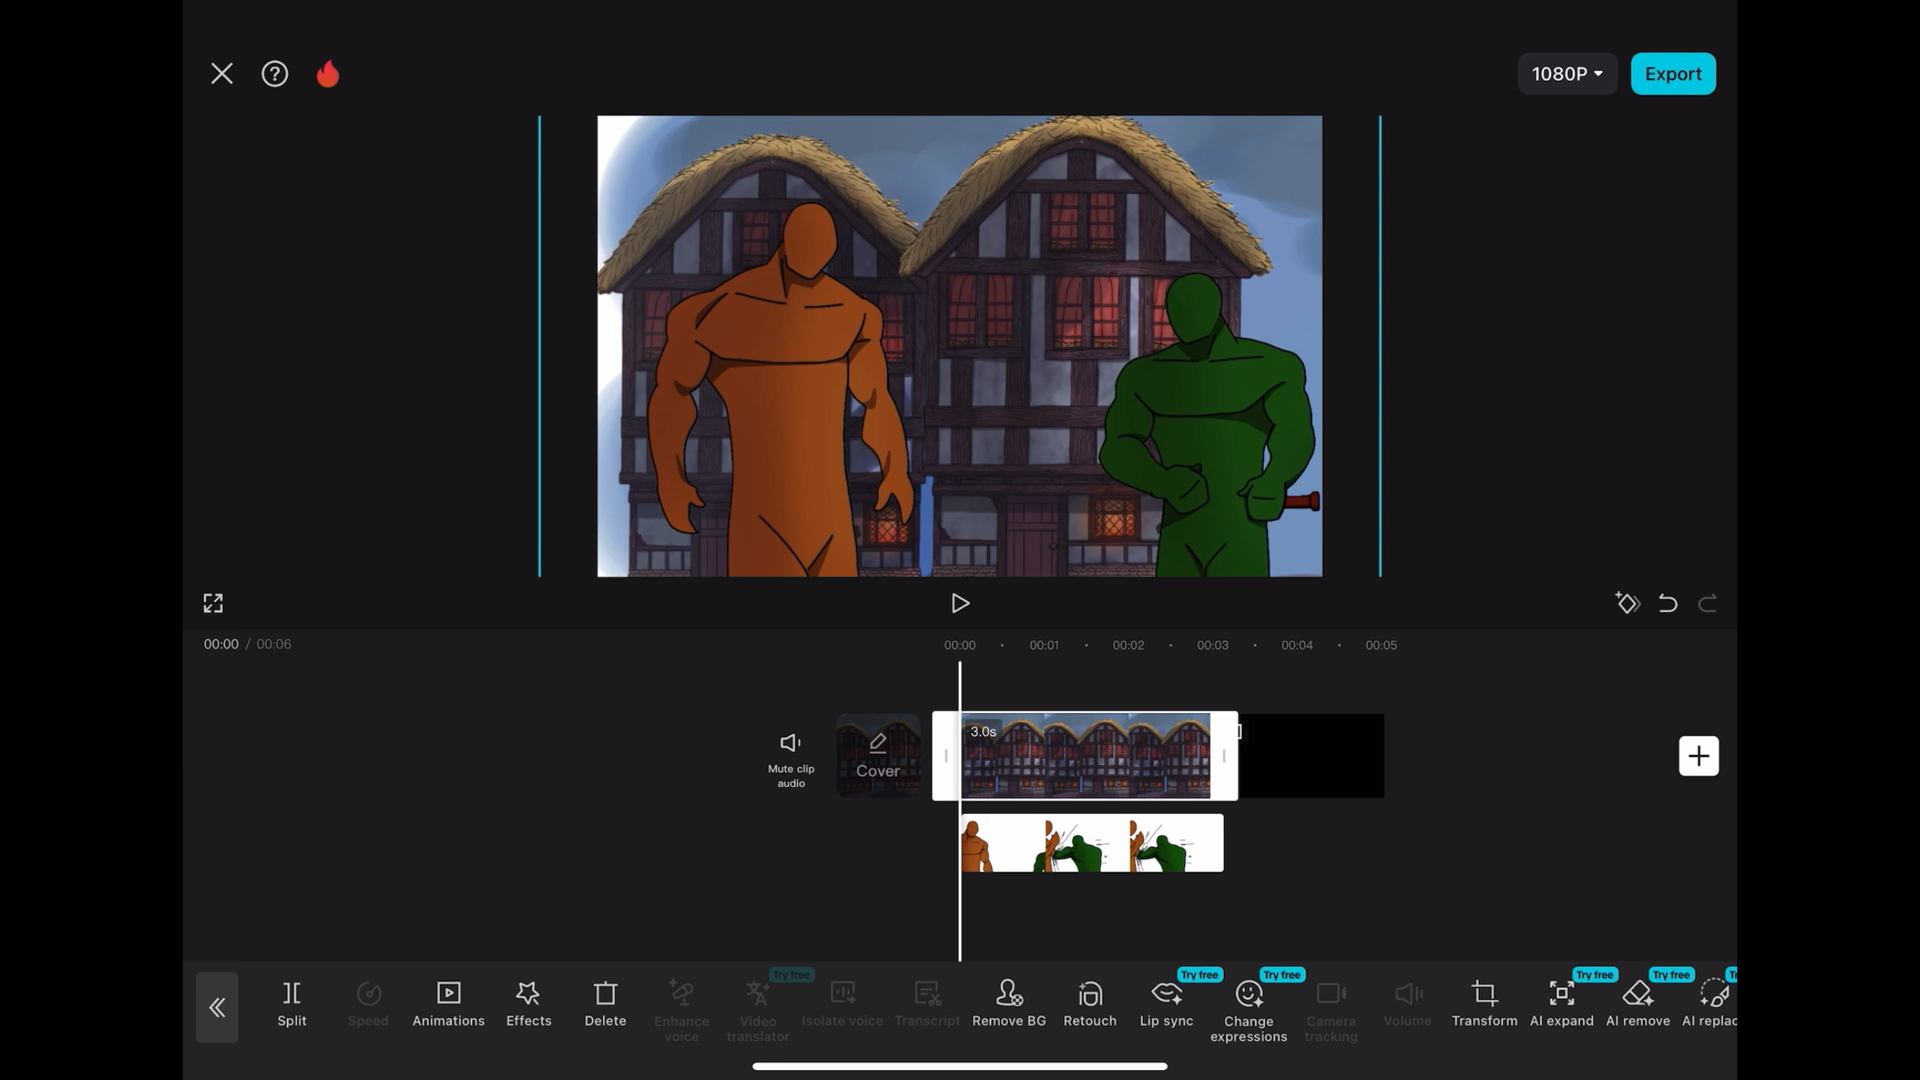 1080P
Export
00:00 / 00:06
00:00 00:01 00:02 00:03 00:04 00:05
3.0s
Mute clip
audio
Cover
Try free Try free Try free Try free Try free
Split Speed Animations Effects Delete Enhance
voice Video
translator Isolate voice Transcript Remove BG Retouch Lip sync Change
expressions Camera
tracking Volume Transform AI expand AI remove AI replac